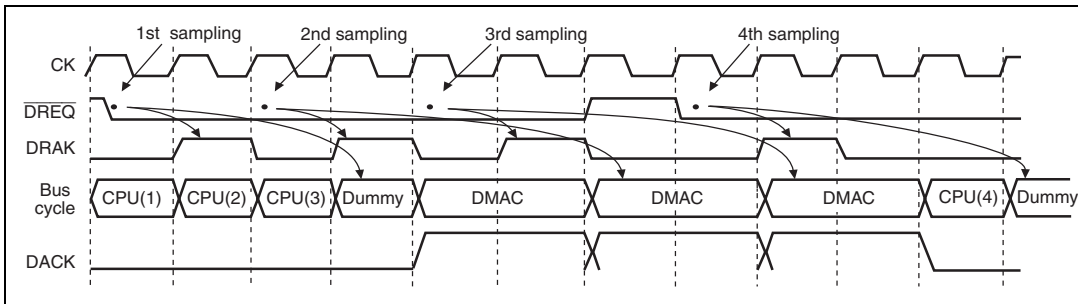 1st sampling 2nd sampling 3rd sampling 4th sampling
CK
DREQ
DRAK
Bus cycle CPU(1) CPU(2) CPU(3) Dummy DMAC DMAC DMAC CPU(4) Dummy
DACK